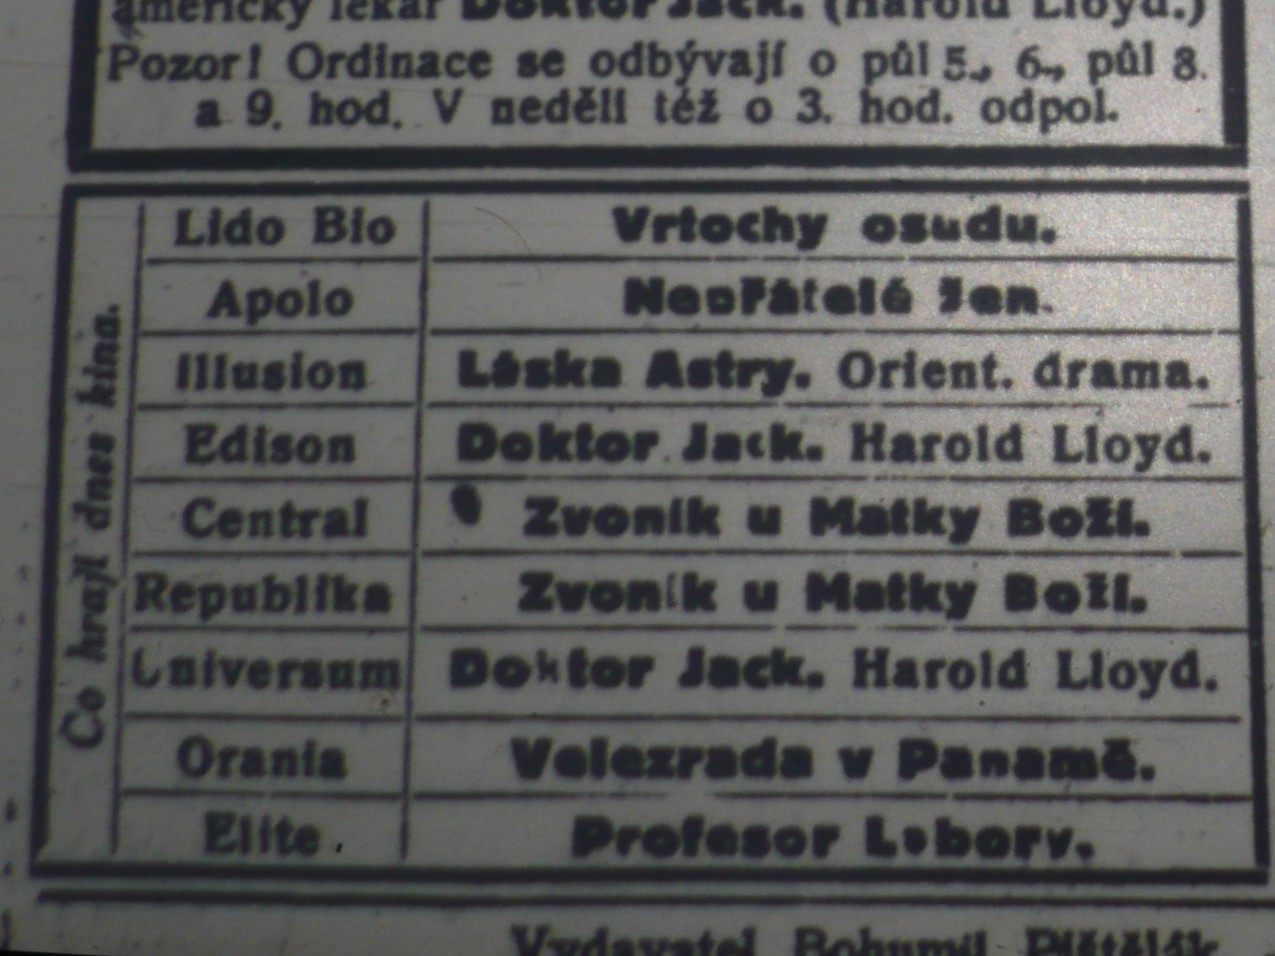 americký lékař Doktor Jack. (Harold Lloyd.)
Pozor! Ordinace se odbývají o půl 5., 6., půl 8.
a 9. hod. V neděli též o 3. hod. odpol.
Co hrají dnes kina.
Lido Bio Vrtochy osudu.
Apolo Nepřátelé žen.
Illusion Láska Astry. Orient. drama.
Edison Doktor Jack. Harold Lloyd.
Central Zvoník u Matky Boží.
Republika Zvoník u Matky Boží.
Universum Doktor Jack. Harold Lloyd.
Orania Velezrada v Panamě.
Elite Profesor
Vydavatel Bohumil